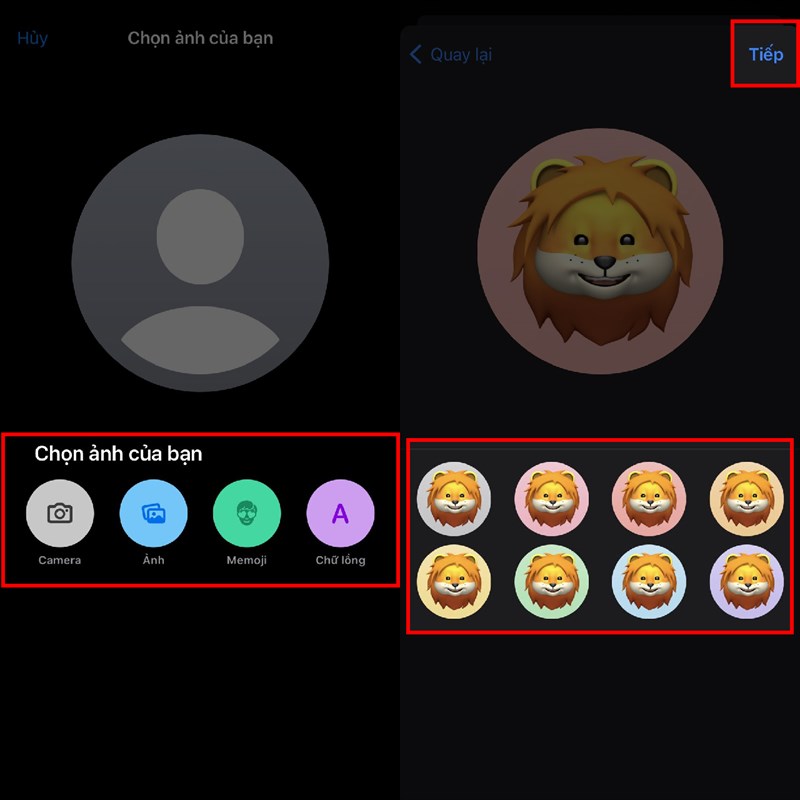 Hủy
Chọn ảnh của bạn
Chọn ảnh của bạn
A
Camera
Ảnh
Memoji
Chữ lồng
Quay lại
Tiếp